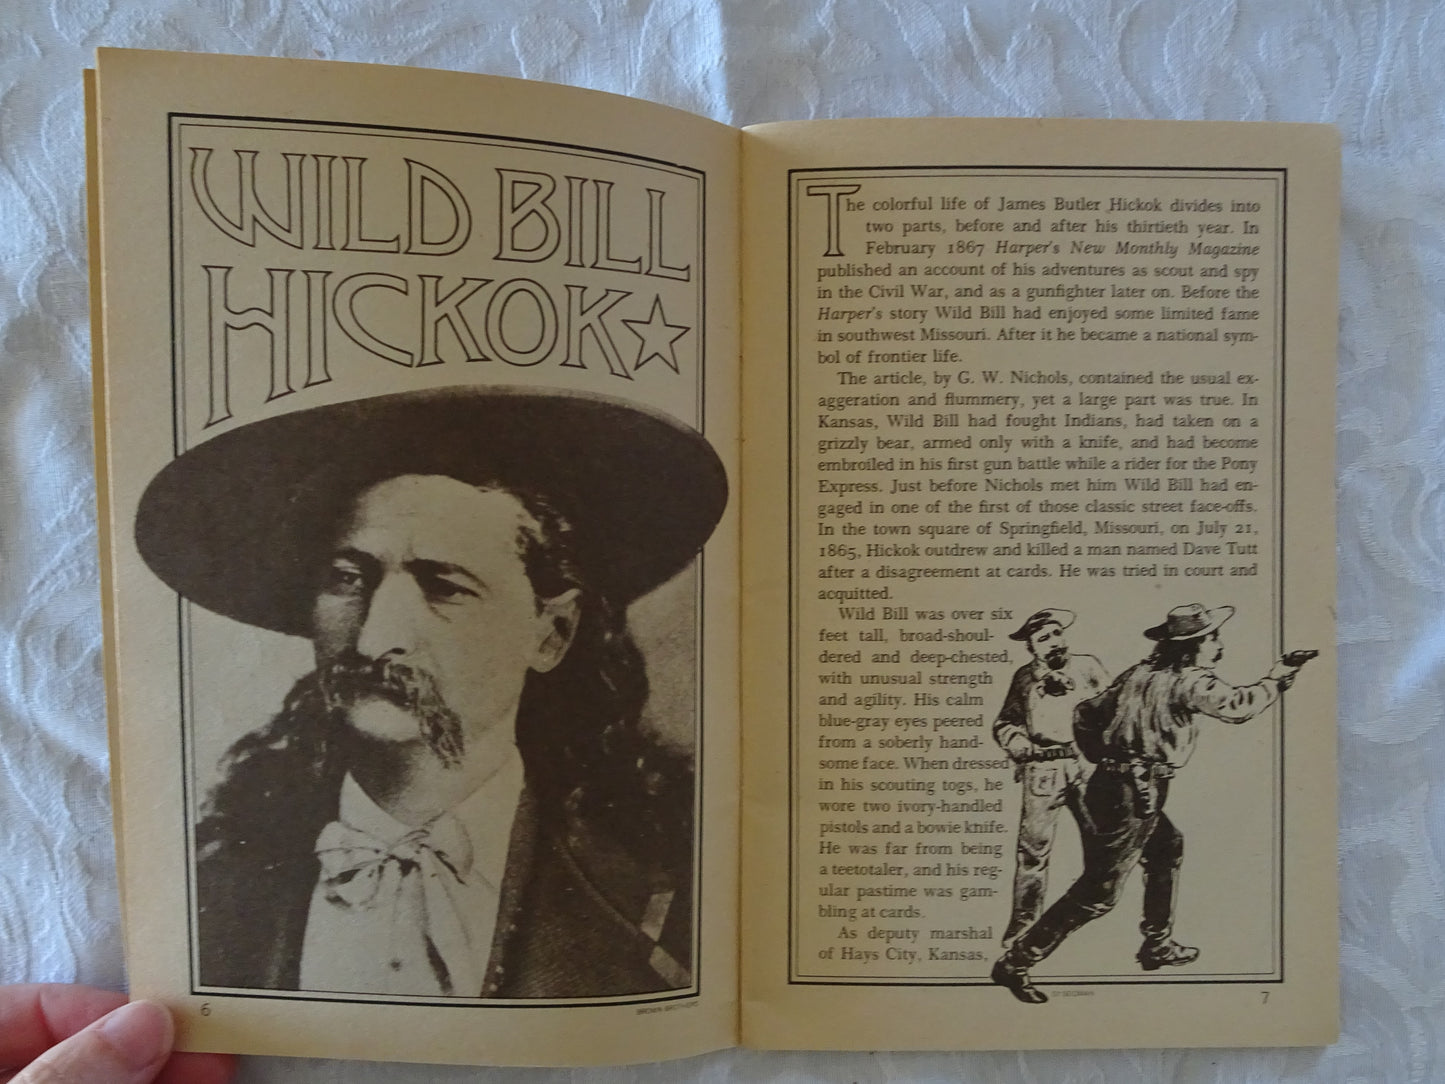 WILD BILL
HICKOK
6
BROWN BROTHERS
The colorful life of James Butler Hickok divides into
two parts, before and after his thirtieth year. In
February 1867 Harper's New Monthly Magazine
published an account of his adventures as scout and spy
in the Civil War, and as a gunfighter later on. Before the
Harper's story Wild Bill had enjoyed some limited fame
in southwest Missouri. After it he became a national sym-
bol of frontier life.
The article, by G. W. Nichols, contained the usual ex-
aggeration and flummery, yet a large part was true. In
Kansas, Wild Bill had fought Indians, had taken on a
grizzly bear, armed only with a knife, and had become
embroiled in his first gun battle while a rider for the Pony
Express. Just before Nichols met him Wild Bill had en-
gaged in one of the first of those classic street face-offs.
In the town square of Springfield, Missouri, on July 21,
1865, Hickok outdrew and killed a man named Dave Tutt
after a disagreement at cards. He was tried in court and
acquitted.
Wild Bill was over six
feet tall, broad-shoul-
dered and deep-chested,
with unusual strength
and agility. His calm
blue-gray eyes peered
from a soberly hand-
some face. When dressed
in his scouting togs, he
wore two ivory-handled
pistols and a bowie knife.
He was far from being
a teetotaler, and his reg-
ular pastime was gam-
bling at cards.
As deputy marshal
of Hays City, Kansas,
7